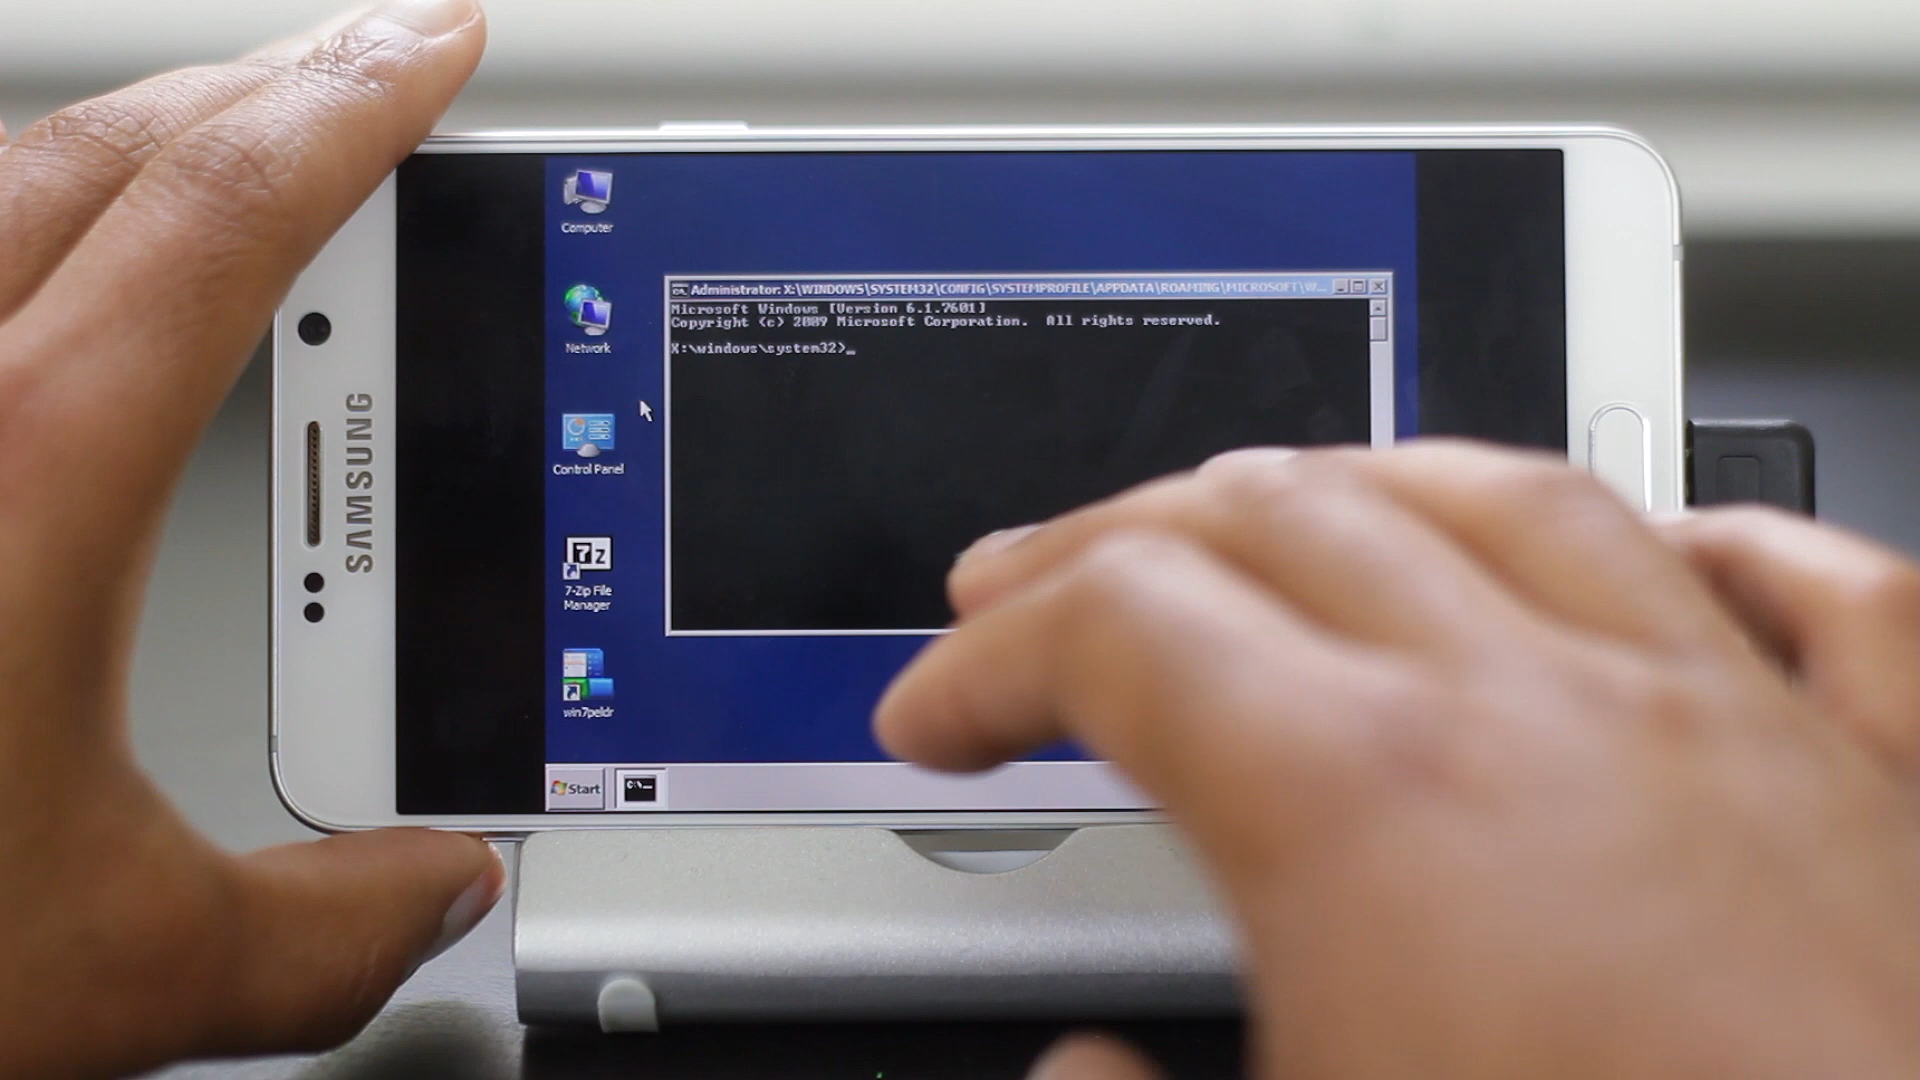 SAMSUNG
Computer
Network
Control Panel
7-Zip File
Manager
win7peldr
Administrator: X:\WINDOWS\SYSTEM32\CONFIG\SYSTEMPROFILE\APPDATA\ROAMING\MICROSOFT\W...
Microsoft Windows [Version 6.1.7601]
Copyright (c) 2009 Microsoft Corporation. All rights reserved.
X:\windows\system32>_
Start
C:\_